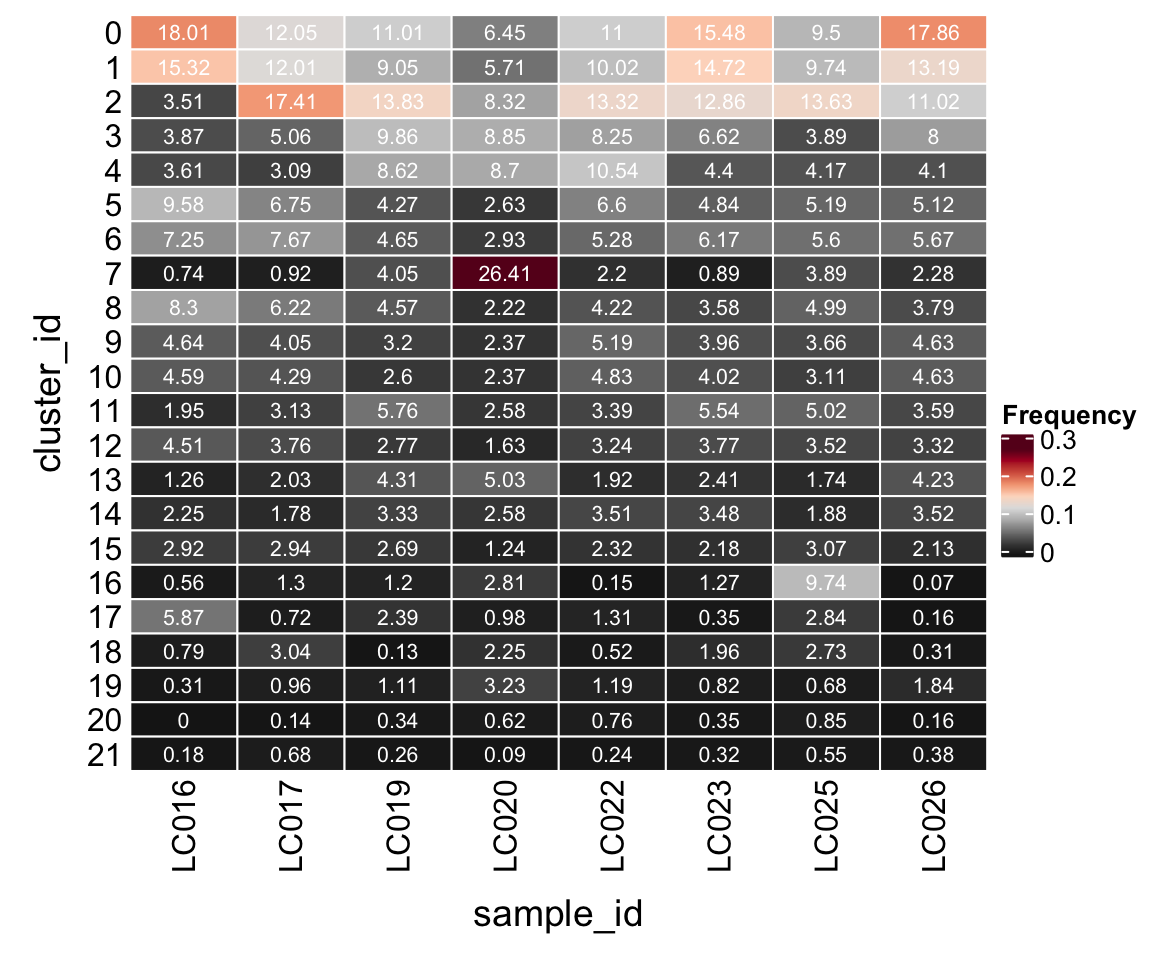 0 18.01 12.05 11.01 6.45 11 15.48 9.5 17.86
1 15.32 12.01 9.05 5.71 10.02 14.72 9.74 13.19
2 3.51 17.41 13.83 8.32 13.32 12.86 13.63 11.02
3 3.87 5.06 9.86 8.85 8.25 6.62 3.89 8
4 3.61 3.09 8.62 8.7 10.54 4.4 4.17 4.1
5 9.58 6.75 4.27 2.63 6.6 4.84 5.19 5.12
6 7.25 7.67 4.65 2.93 5.28 6.17 5.6 5.67
7 0.74 0.92 4.05 26.41 2.2 0.89 3.89 2.28
8 8.3 6.22 4.57 2.22 4.22 3.58 4.99 3.79
9 4.64 4.05 3.2 2.37 5.19 3.96 3.66 4.63
10 4.59 4.29 2.6 2.37 4.83 4.02 3.11 4.63
11 1.95 3.13 5.76 2.58 3.39 5.54 5.02 3.59
12 4.51 3.76 2.77 1.63 3.24 3.77 3.52 3.32
13 1.26 2.03 4.31 5.03 1.92 2.41 1.74 4.23
14 2.25 1.78 3.33 2.58 3.51 3.48 1.88 3.52
15 2.92 2.94 2.69 1.24 2.32 2.18 3.07 2.13
16 0.56 1.3 1.2 2.81 0.15 1.27 9.74 0.07
17 5.87 0.72 2.39 0.98 1.31 0.35 2.84 0.16
18 0.79 3.04 0.13 2.25 0.52 1.96 2.73 0.31
19 0.31 0.96 1.11 3.23 1.19 0.82 0.68 1.84
20 0 0.14 0.34 0.62 0.76 0.35 0.85 0.16
21 0.18 0.68 0.26 0.09 0.24 0.32 0.55 0.38
LC016 LC017 LC019 LC020 LC022 LC023 LC025 LC026
sample_id
cluster_id
Frequency
0.3
0.2
0.1
0